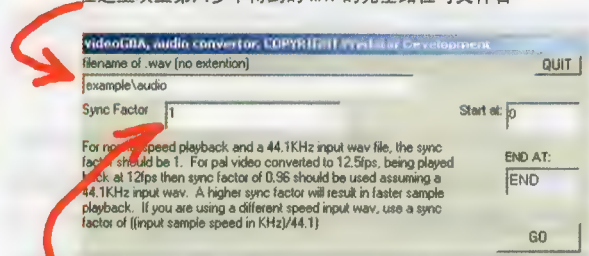 videoGBA, audio convertor, COPYRIGHT Development
filename of .wav (no extention)
QUIT
example\audio
Sync Factor
1
Start at:
0
For speed playback and a 44.1KHz input wav file, the sync
factor should be 1. For pal video converted to 12.5fps, being played
back at 12fps then sync factor of 0.96 should be used assuming a
44.1KHz input wav. A higher sync factor will result in faster sample
playback. If you are using a different speed input wav, use a sync
factor of ((input sample speed in KHz)/44.1)
END AT:
END
GO